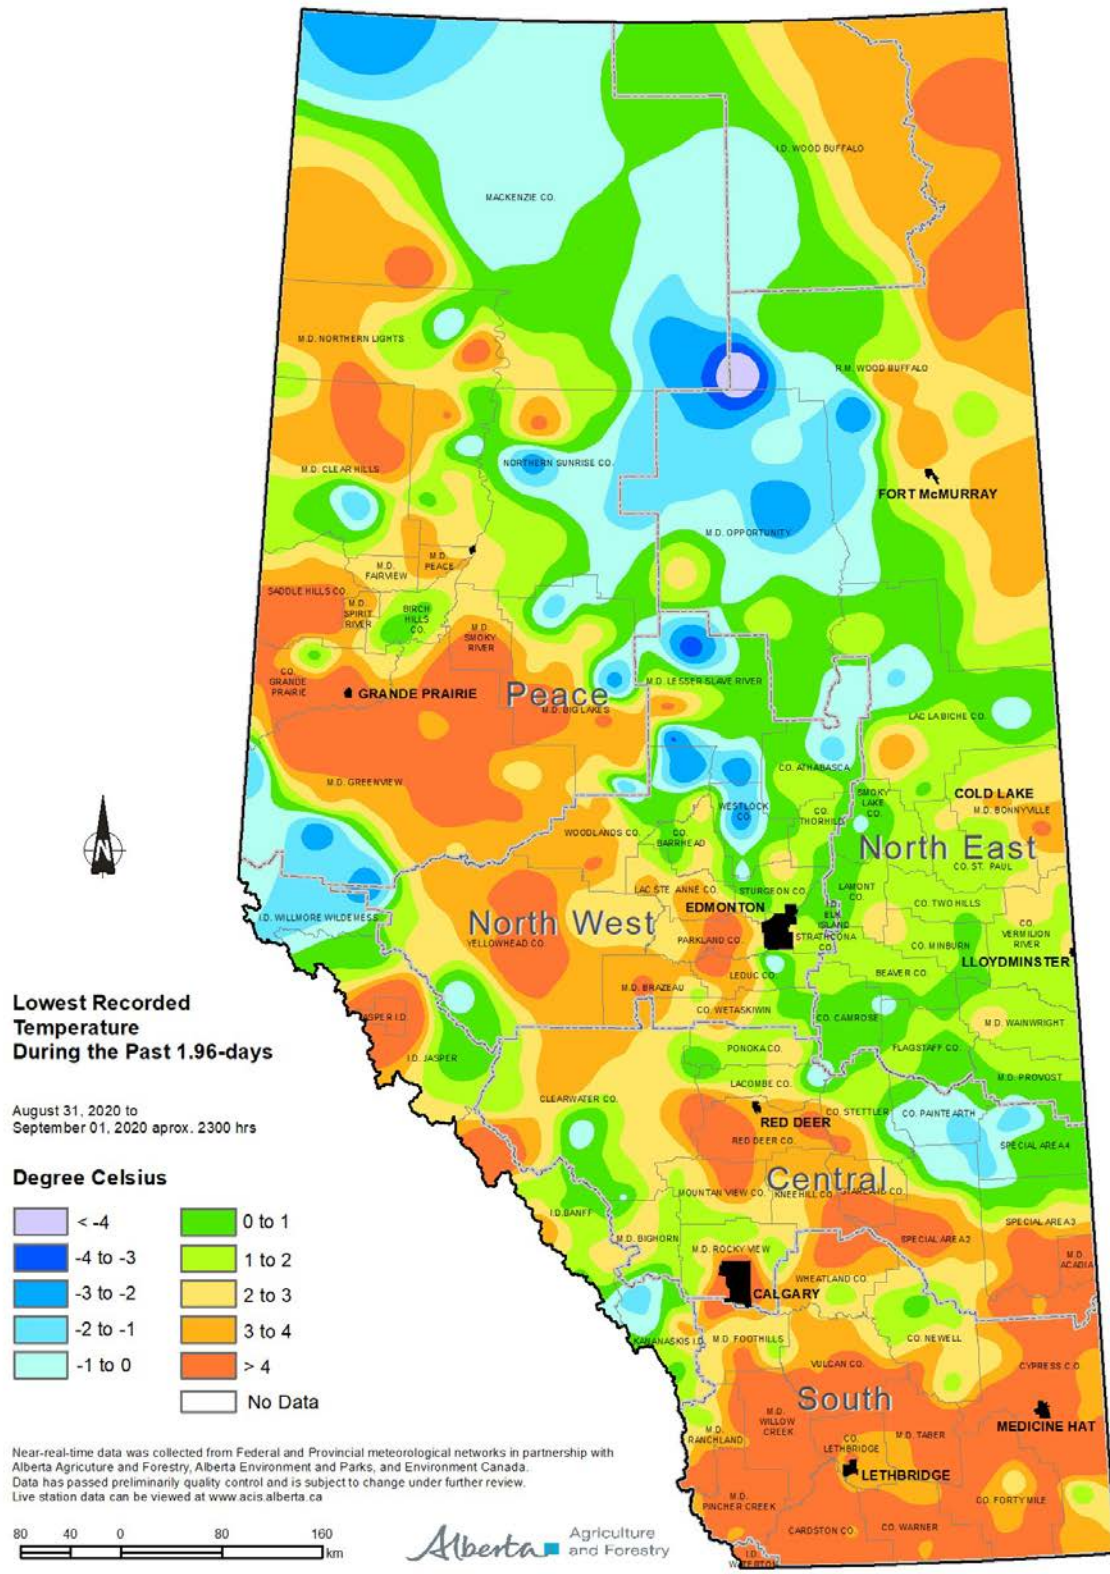 I.D. WOOD BUFFALO
MACKENZIE CO.
M.D. NORTHERN LIGHTS
R.M. WOOD BUFFALO
M.D. CLEAR HILLS
NORTHERN SUNRISE CO.
FORT McMURRAY
M.D. OPPORTUNITY
M.D.
FAIRVIEW
M.D.
PEACE
SADDLE HILLS CO.
M.D.
SPIRIT
RIVER
BIRCH
HILLS
CO.
M.D.
SMOKY
RIVER
CO.
GRANDE
PRAIRIE
GRANDE PRAIRIE
Peace
M.D. BIG LAKES
M.D. LESSER SLAVE RIVER
LAC LA BICHE CO.
M.D. GREENVIEW
CO. ATHABASCA
COLD LAKE
M.D. BONNYVILLE
SMOKY
LAKE
CO.
WESTLOCK
CO.
CO.
THORHILD
WOODLANDS CO.
CO.
BARRHEAD
North East
CO. ST. PAUL
N
LAC STE. ANNE CO.
STURGEON CO.
LAMONT
CO.
CO. TWO HILLS
I.D. WILLMORE WILDERNESS
North West
YELLOWHEAD CO.
EDMONTON
I.D.
ELK
ISLAND
STRATHCONA
CO.
PARKLAND CO.
CO. MINBURN
CO.
VERMILION
RIVER
LLOYDMINSTER
LEDUC CO.
BEAVER CO.
M.D. BRAZEAU
CO. WETASKIWIN
CO. CAMROSE
M.D. WAINWRIGHT
JASPER I.D.
I.D. JASPER
PONOKA CO.
FLAGSTAFF CO.
M.D. PROVOST
LACOMBE CO.
CLEARWATER CO.
CO. STETTLER
CO. PAINTEARTH
RED DEER
RED DEER CO.
SPECIAL AREA 4
Central
MOUNTAN VIEW CO.
KNEEHILL CO.
STARLAND CO.
I.D. BANFF
SPECIAL AREA 3
M.D. BIGHORN
M.D. ROCKY VIEW
SPECIAL AREA 2
M.D.
ACADIA
WHEATLAND CO.
CALGARY
KANANASKIS I.D.
M.D. FOOTHILLS
CO. NEWELL
VULCAN CO.
CYPRESS CO
South
M.D.
RANCHLAND
M.D.
WILLOW
CREEK
MEDICINE HAT
CO.
LETHBRIDGE
M.D. TABER
LETHBRIDGE
M.D.
PINCHER CREEK
CO. FORTYMILE
CARDSTON CO.
CO. WARNER
I.D.
WATERTON
Lowest Recorded
Temperature
During the Past 1.96-days
August 31, 2020 to
September 01, 2020 aprox. 2300 hrs
Degree Celsius
< -4
-4 to -3
-3 to -2
-2 to -1
-1 to 0
0 to 1
1 to 2
2 to 3
3 to 4
> 4
No Data
Near-real-time data was collected from Federal and Provincial meteorological networks in partnership with
Alberta Agricuture and Forestry, Alberta Environment and Parks, and Environment Canada.
Data has passed preliminarily quality control and is subject to change under further review.
Live station data can be viewed at www.acis.alberta.ca
80 40 0 80 160
km
Alberta
Agriculture
and Forestry